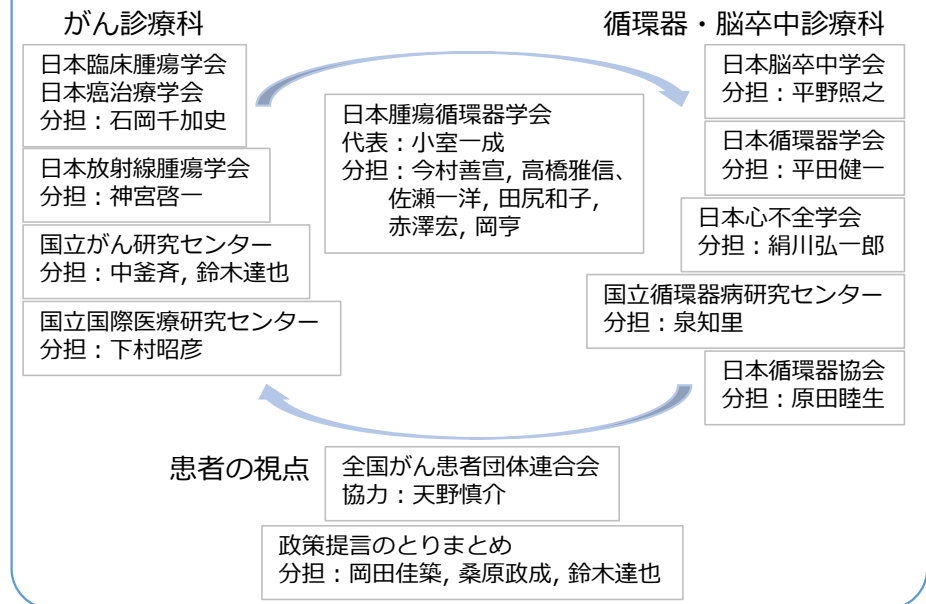 がん診療科
日本臨床腫瘍学会
日本癌治療学会
分担：石岡千加史
日本放射線腫瘍学会
分担：神宮啓一
国立がん研究センター
分担：中釜斉, 鈴木達也
国立国際医療研究センター
分担：下村昭彦
日本腫瘍循環器学会
代表：小室一成
分担：今村善宣, 高橋雅信、
佐瀬一洋, 田尻和子,
赤澤宏, 岡亨
循環器・脳卒中診療科
日本脳卒中学会
分担：平野照之
日本循環器学会
分担：平田健一
日本心不全学会
分担：絹川弘一郎
国立循環器病研究センター
分担：泉知里
日本循環器協会
分担：原田睦生
患者の視点
全国がん患者団体連合会
協力：天野慎介
政策提言のとりまとめ
分担：岡田佳築, 桑原政成, 鈴木達也